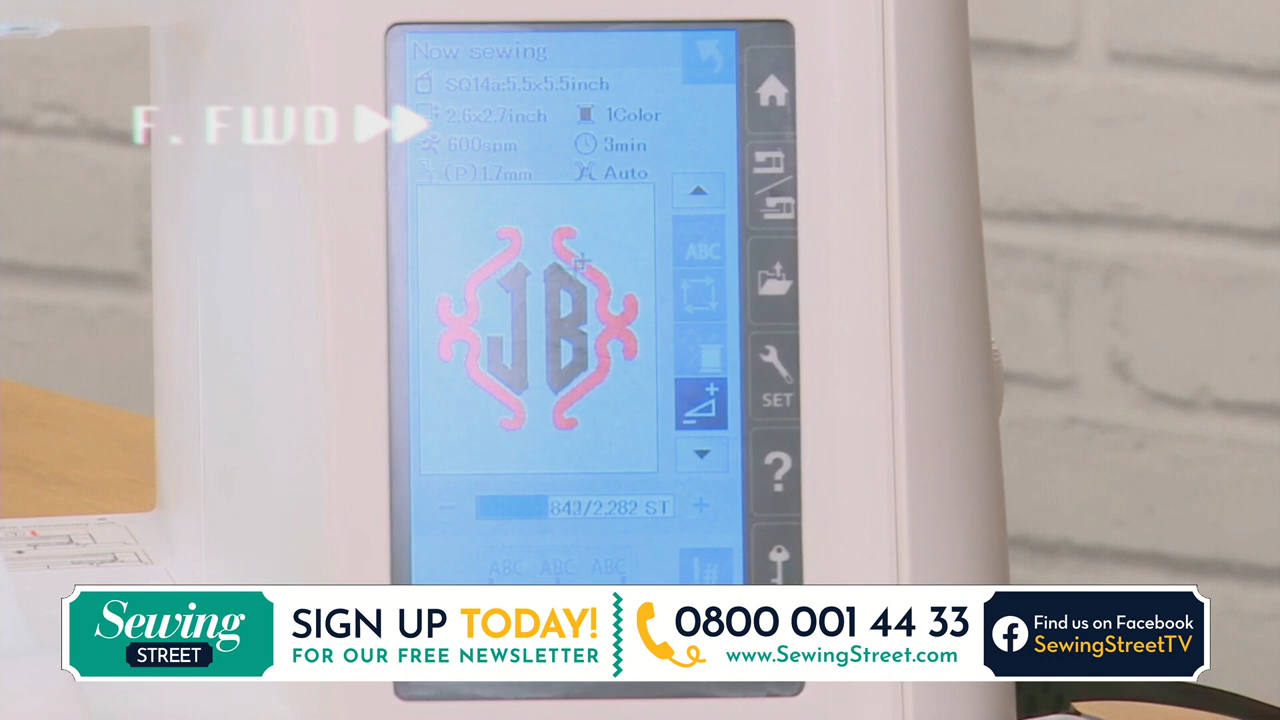 Now sewing
SQ14a:5.5x5.5inch
F. FWD
2.6x2.7inch 1Color
600spm 3min
(P)1.7mm Auto
ABC
JB
SET
?
843/2,282 ST
ABC ABC ABC
#
Sewing
STREET
SIGN UP TODAY!
FOR OUR FREE NEWSLETTER
0800 001 44 33
www.SewingStreet.com
Find us on Facebook
SewingStreetTV